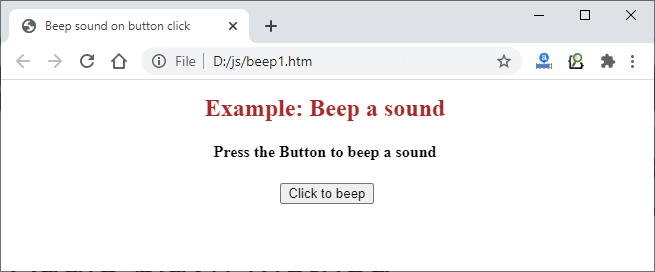 Beep sound on button click
File
D:/js/beep1.htm
Example: Beep a sound
Press the Button to beep a sound
Click to beep